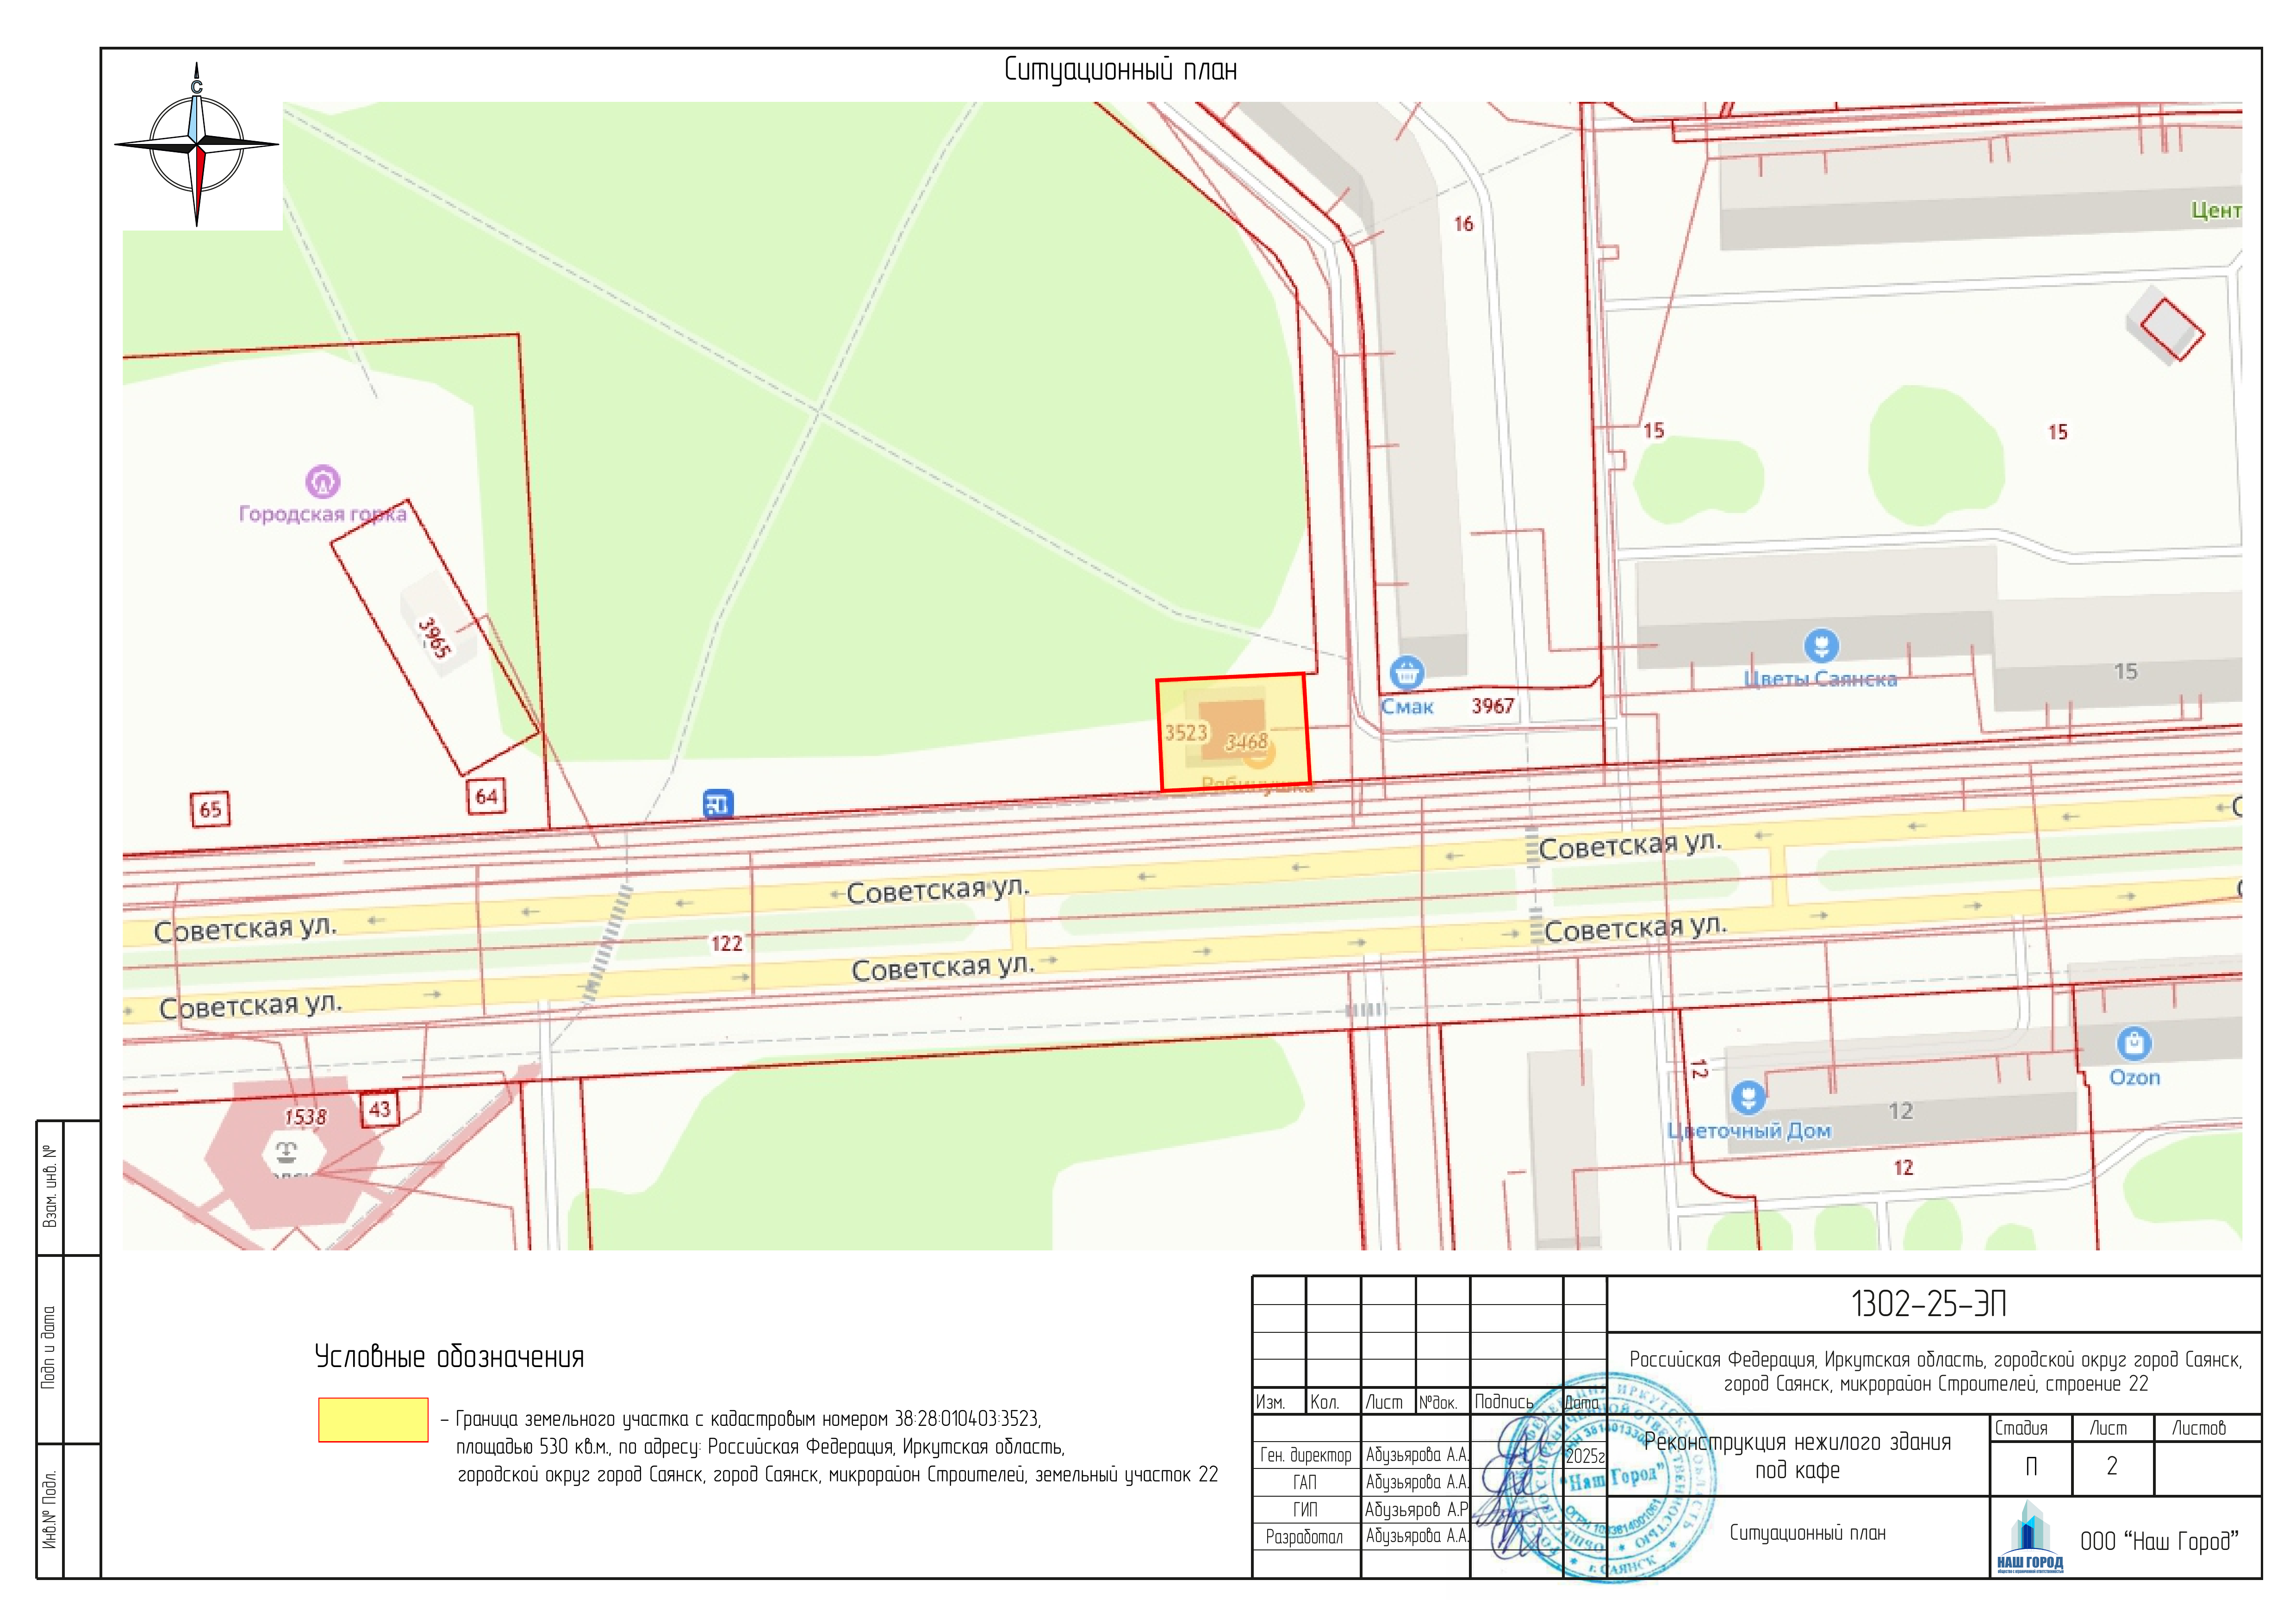 Ситуационный план
С
16
Цент
15
15
Городская горка
3965
Цветы Саянска
15
Смак
3967
3523
3468
Рябинушка
65
64
Советская ул.
Советская ул.
Советская ул.
122
Советская ул.
Советская ул.
Советская ул.
12
Ozon
1538
43
Цветочный Дом
12
12
Взам. инв. №
Подп и дата
Инв.№ Подл.
Условные обозначения
– Граница земельного участка с кадастровым номером 38:28:010403:3523,
площадью 530 кв.м., по адресу: Российская Федерация, Иркутская область,
городской округ город Саянск, город Саянск, микрорайон Строителей, земельный участок 22
1302-25-ЭП
Российская Федерация, Иркутская область, городской округ город Саянск,
город Саянск, микрорайон Строителей, строение 22
Изм. Кол. Лист №док. Подпись Дата
Реконструкция нежилого здания
под кафе
Стадия Лист Листов
П 2
Ген. директор Абузьярова А.А. 2025г
ГАП Абузьярова А.А.
ГИП Абузьяров А.Р
Разработал Абузьярова А.А.
Ситуационный план
"Наш Город"
г. САЯНСК
НАШ ГОРОД
ООО “Наш Город”